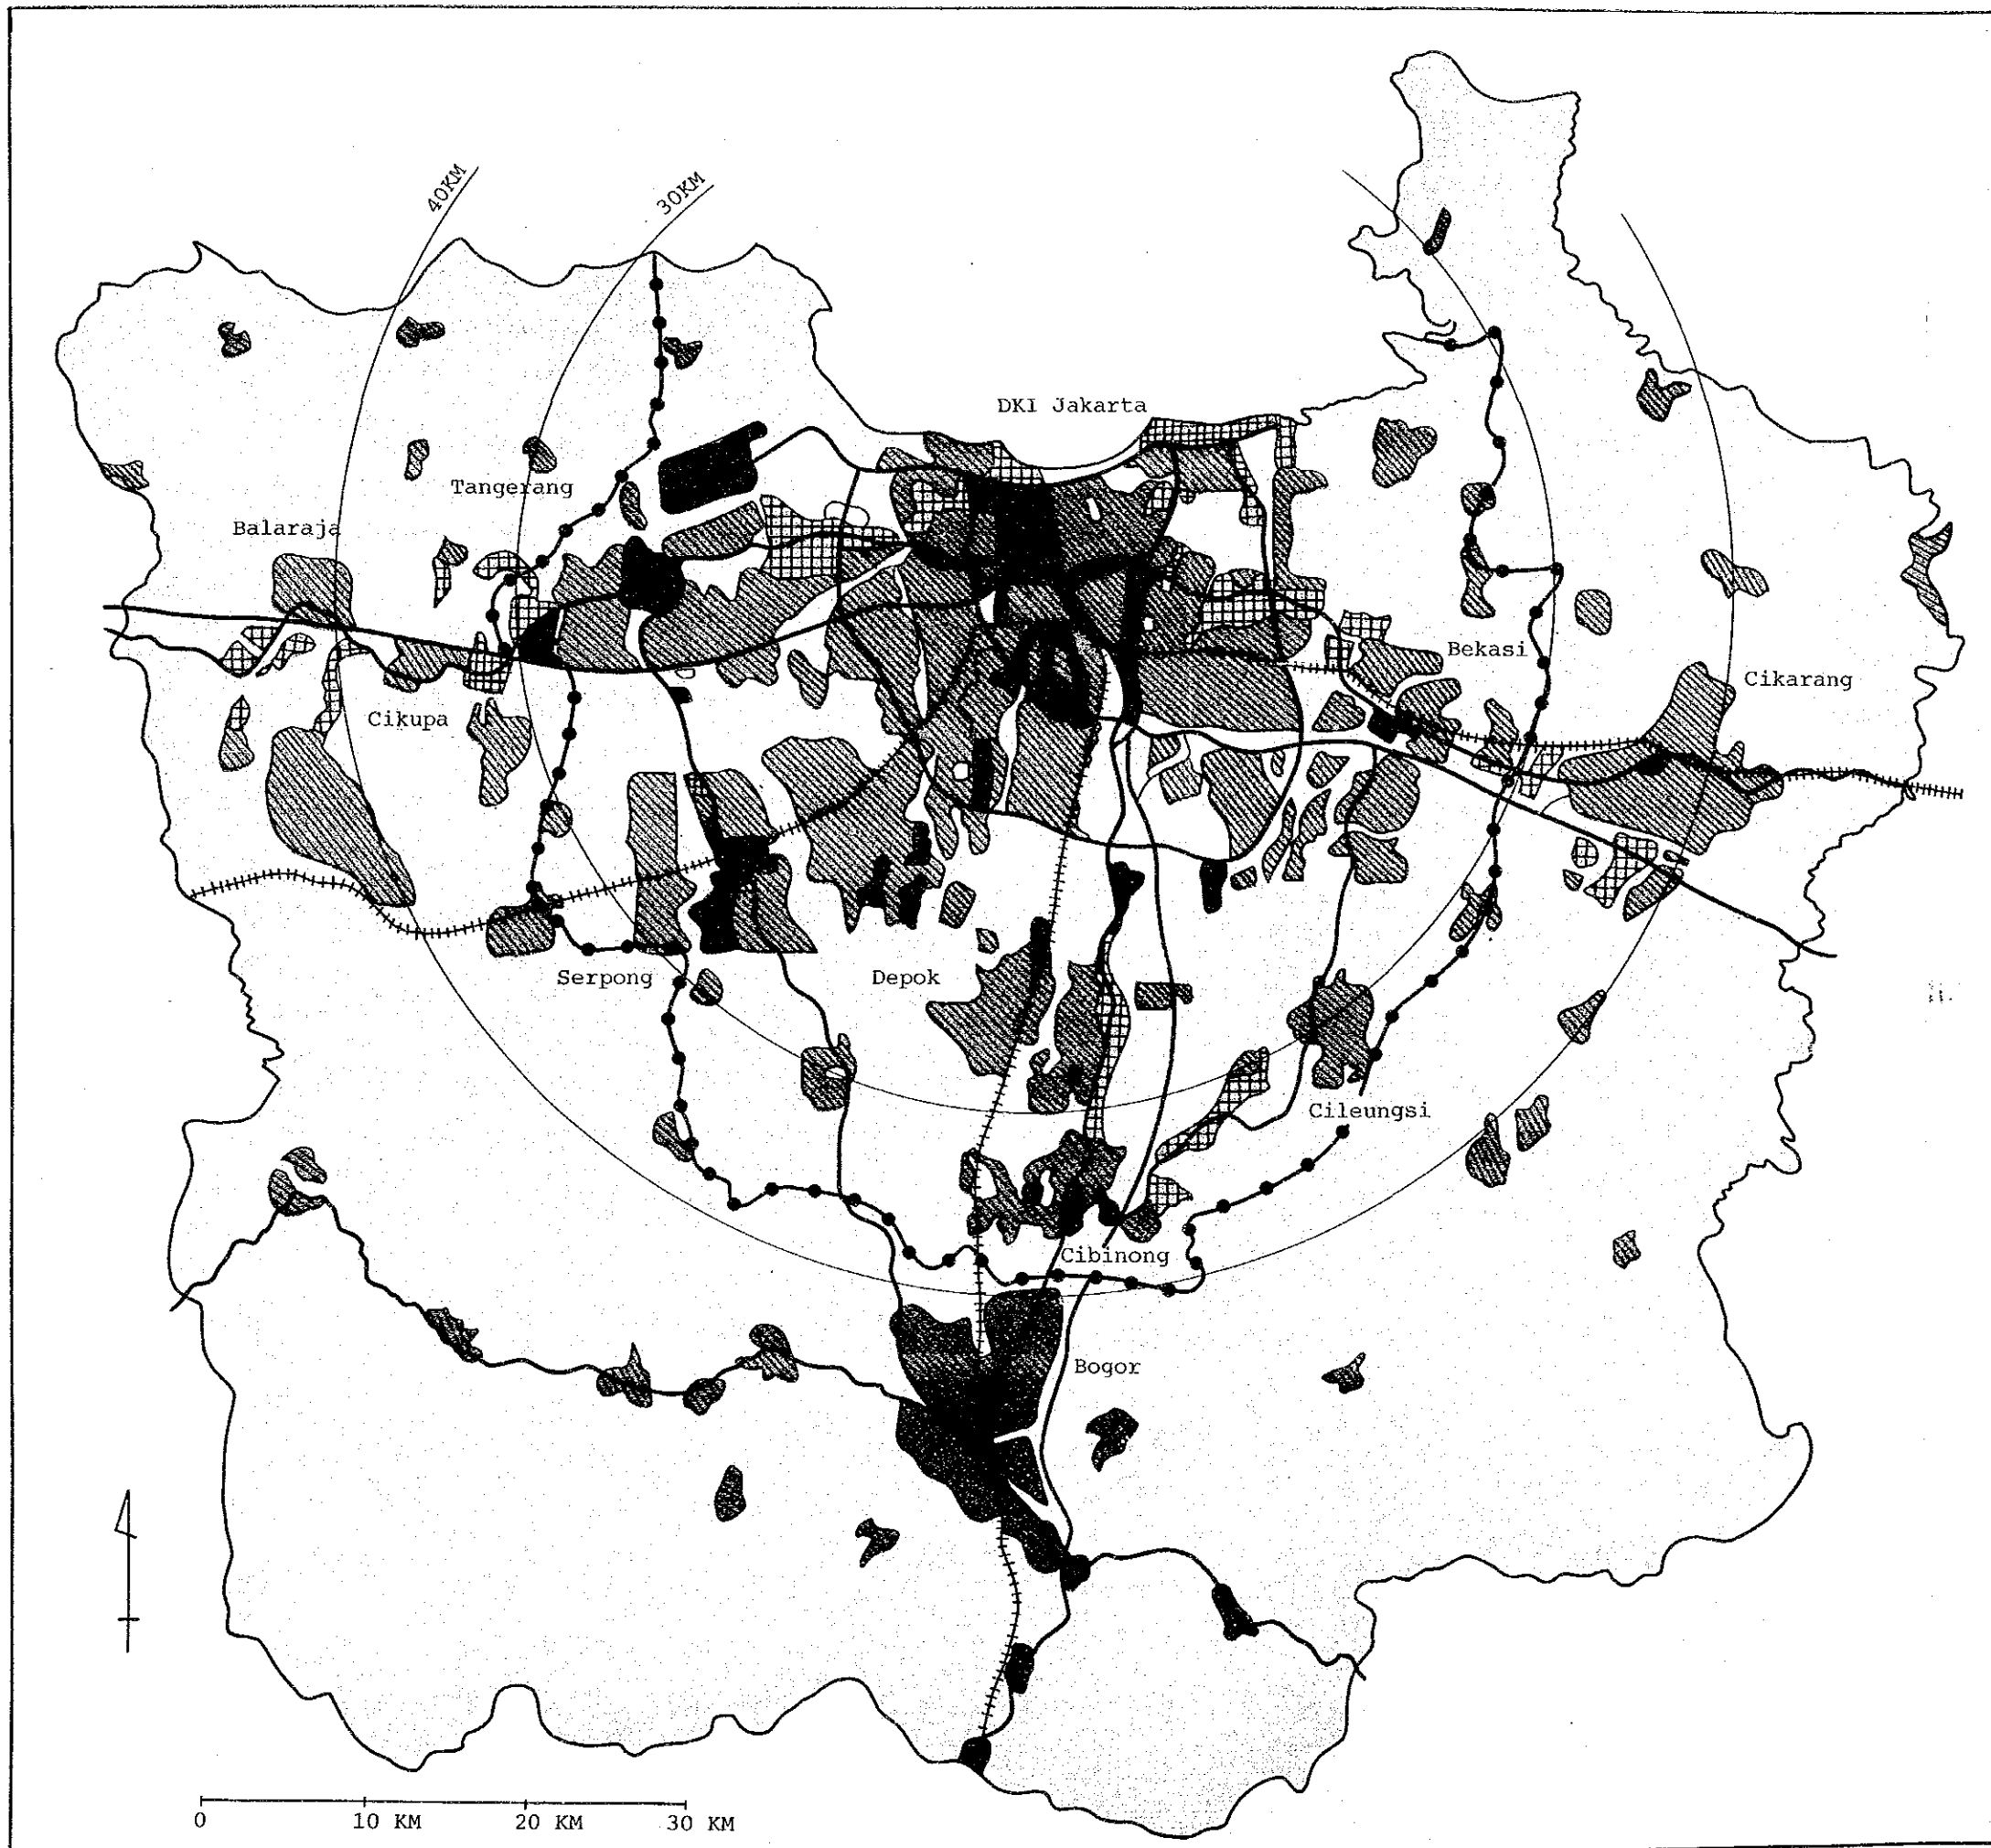 40KM
30KM
DKI Jakarta
Tangerang
Balaraja
Bekasi
Cikarang
Cikupa
Serpong
Depok
Cileungsi
Cibinong
Bogor
0 10 KM 20 KM 30 KM